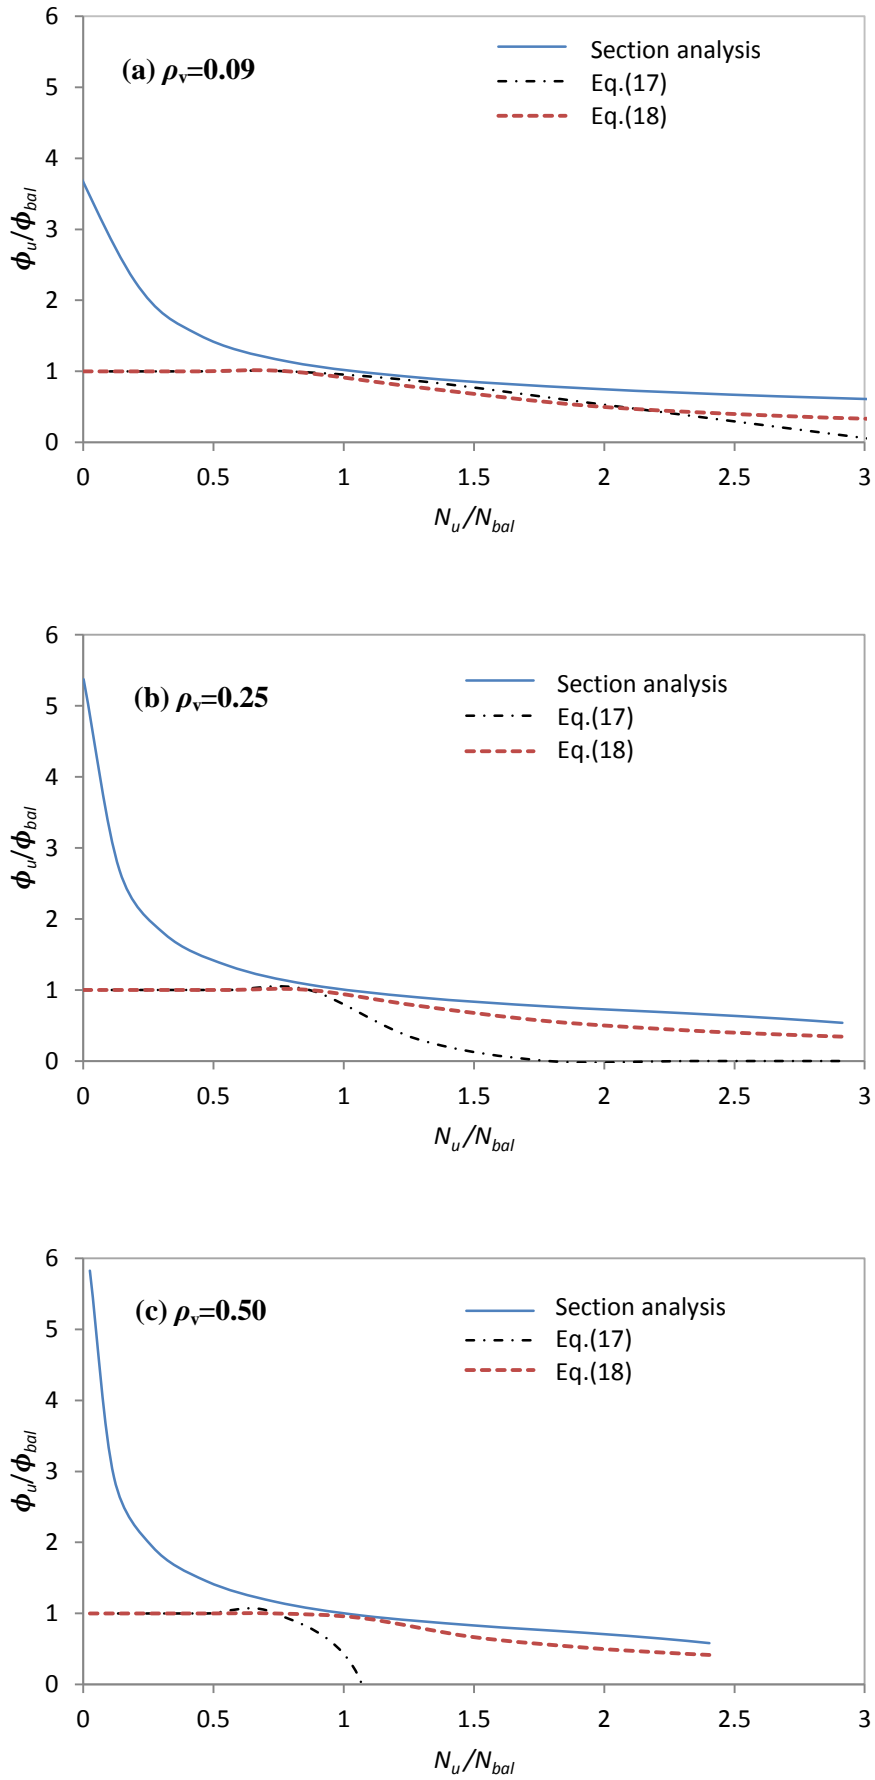 6
5
4
3
2
1
0
ϕu/ϕbal
(a) ρv=0.09
Section analysis
Eq.(17)
Eq.(18)
0 0.5 1 1.5 2 2.5 3
Nu/Nbal
6
5
4
3
2
1
0
ϕu/ϕbal
(b) ρv=0.25
Section analysis
Eq.(17)
Eq.(18)
0 0.5 1 1.5 2 2.5 3
Nu/Nbal
6
5
4
3
2
1
0
ϕu/ϕbal
(c) ρv=0.50
Section analysis
Eq.(17)
Eq.(18)
0 0.5 1 1.5 2 2.5 3
Nu/Nbal